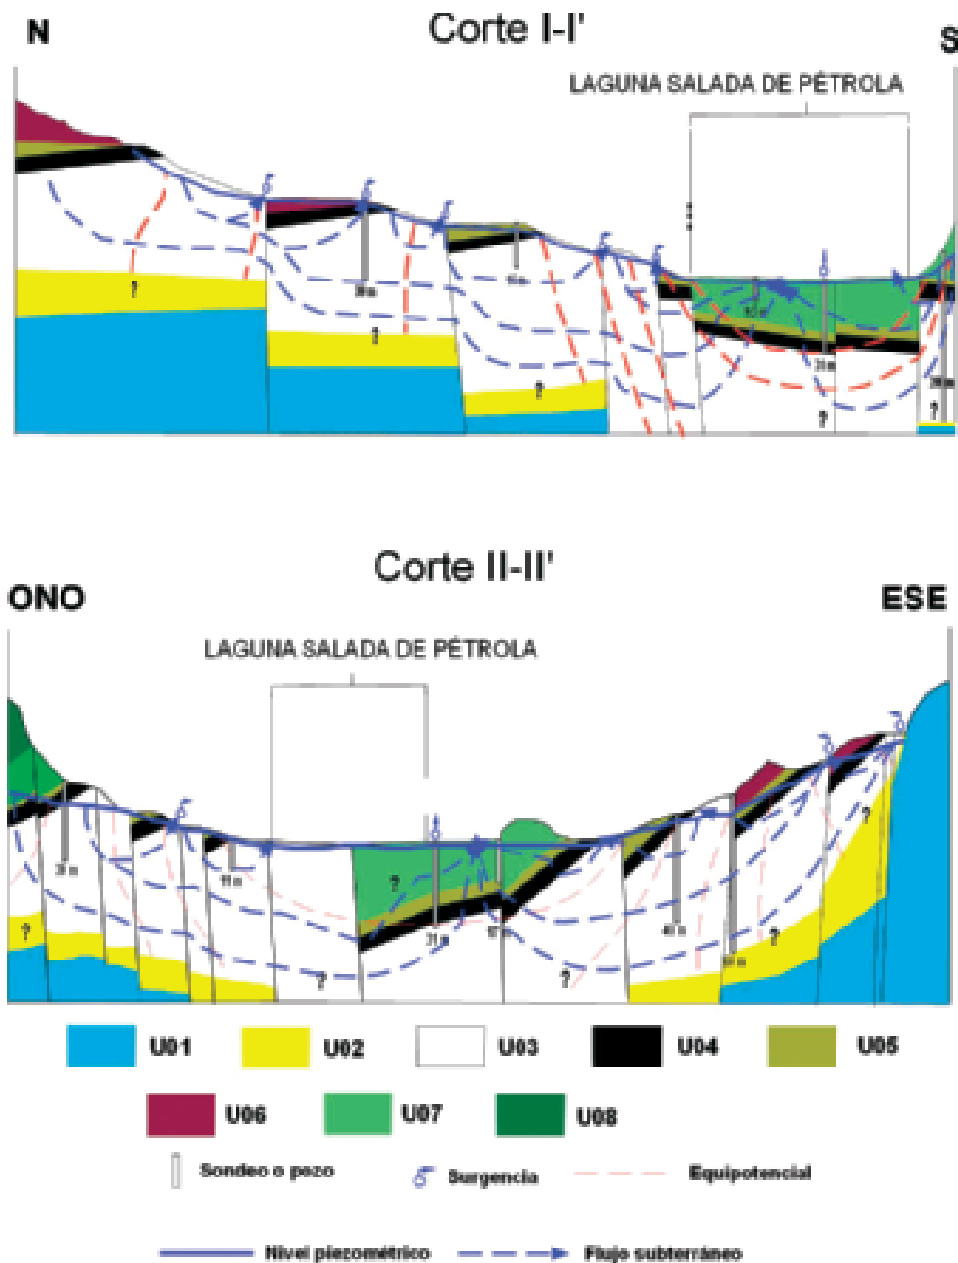 Corte I-I'
N
S
LAGUNA SALADA DE PÉTROLA
?
?
?
?
?
Corte II-II'
ONO
ESE
LAGUNA SALADA DE PÉTROLA
?
?
?
?
?
?
U01 U02 U03 U04 U05
U06 U07 U08
Sondeo o pozo Surgencia Equipotencial
Nivel piezométrico Flujo subterráneo